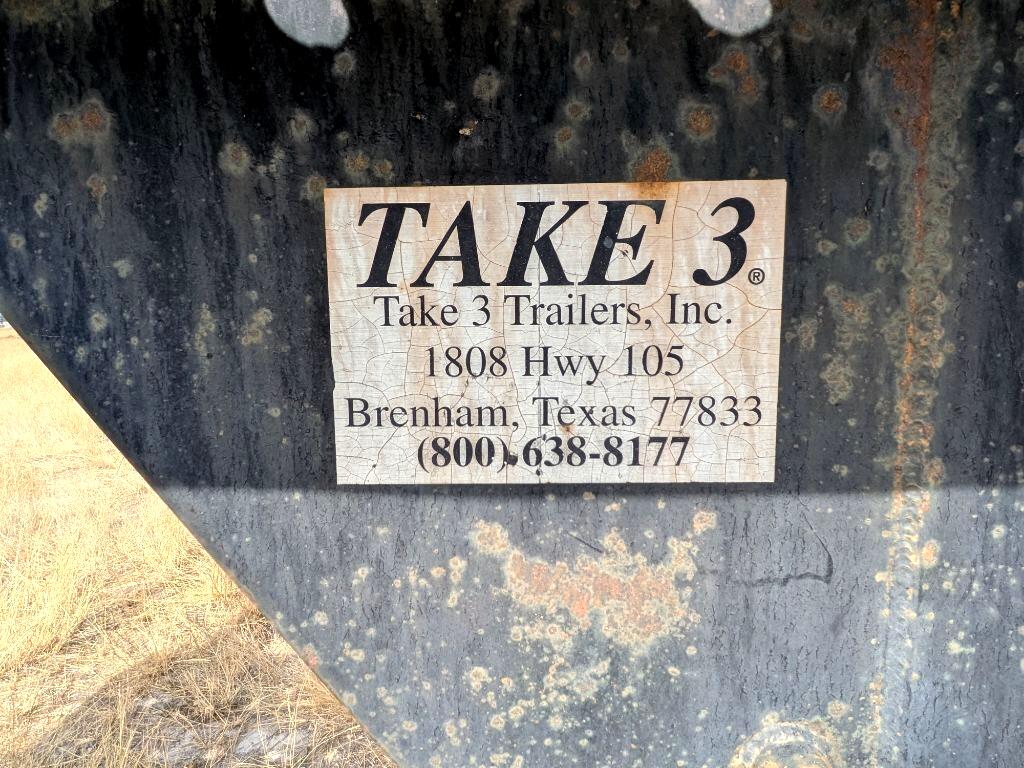 TAKE 3®
Take 3 Trailers, Inc.
1808 Hwy 105
Brenham, Texas 77833
(800) 638-8177